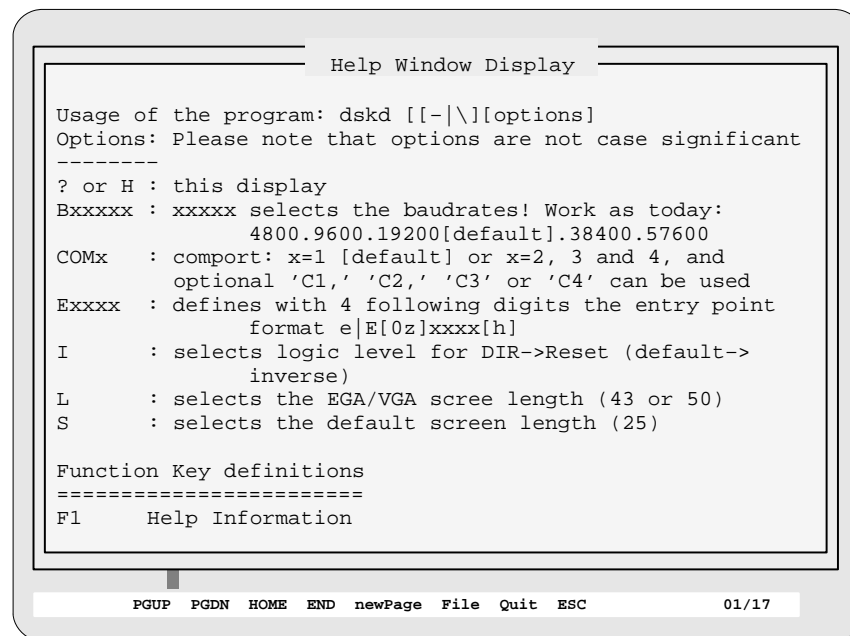 Help Window Display
Usage of the program: dskd [[-|\][options]
Options: Please note that options are not case significant
--------
? or H : this display
Bxxxxx : xxxxx selects the baudrates! Work as today:
4800.9600.19200[default].38400.57600
COMx : comport: x=1 [default] or x=2, 3 and 4, and
optional 'C1,' 'C2,' 'C3' or 'C4' can be used
Exxxx : defines with 4 following digits the entry point
format e|E[0z]xxxx[h]
I : selects logic level for DIR->Reset (default->
inverse)
L : selects the EGA/VGA scree length (43 or 50)
S : selects the default screen length (25)
Function Key definitions
========================
F1 Help Information
PGUP PGDN HOME END newPage File Quit ESC 01/17